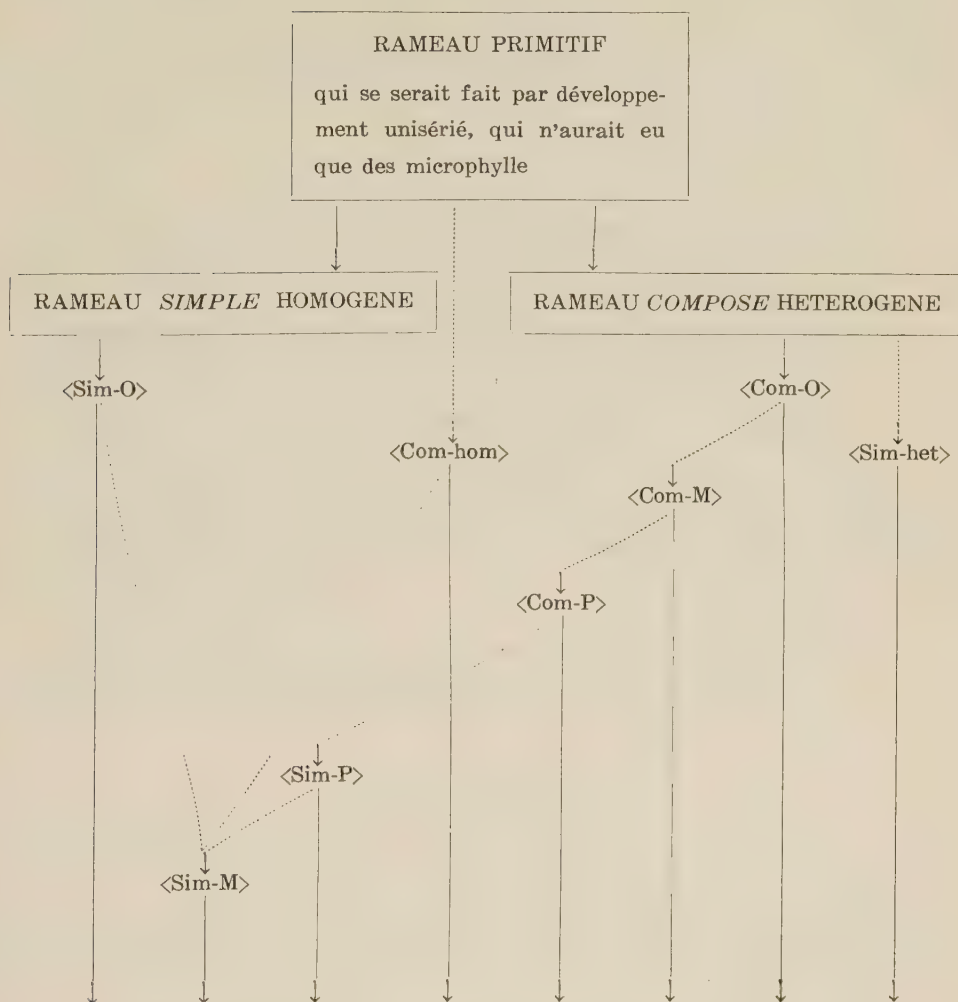 RAMEAU PRIMITIF
qui se serait fait par développe-
ment unisérié, qui n'aurait eu
que des microphylle
RAMEAU SIMPLE HOMOGENE
RAMEAU COMPOSE HETEROGENE
<Sim-O>
<Com-O>
<Com-hom>
<Sim-het>
<Com-M>
<Com-P>
<Sim-P>
<Sim-M>